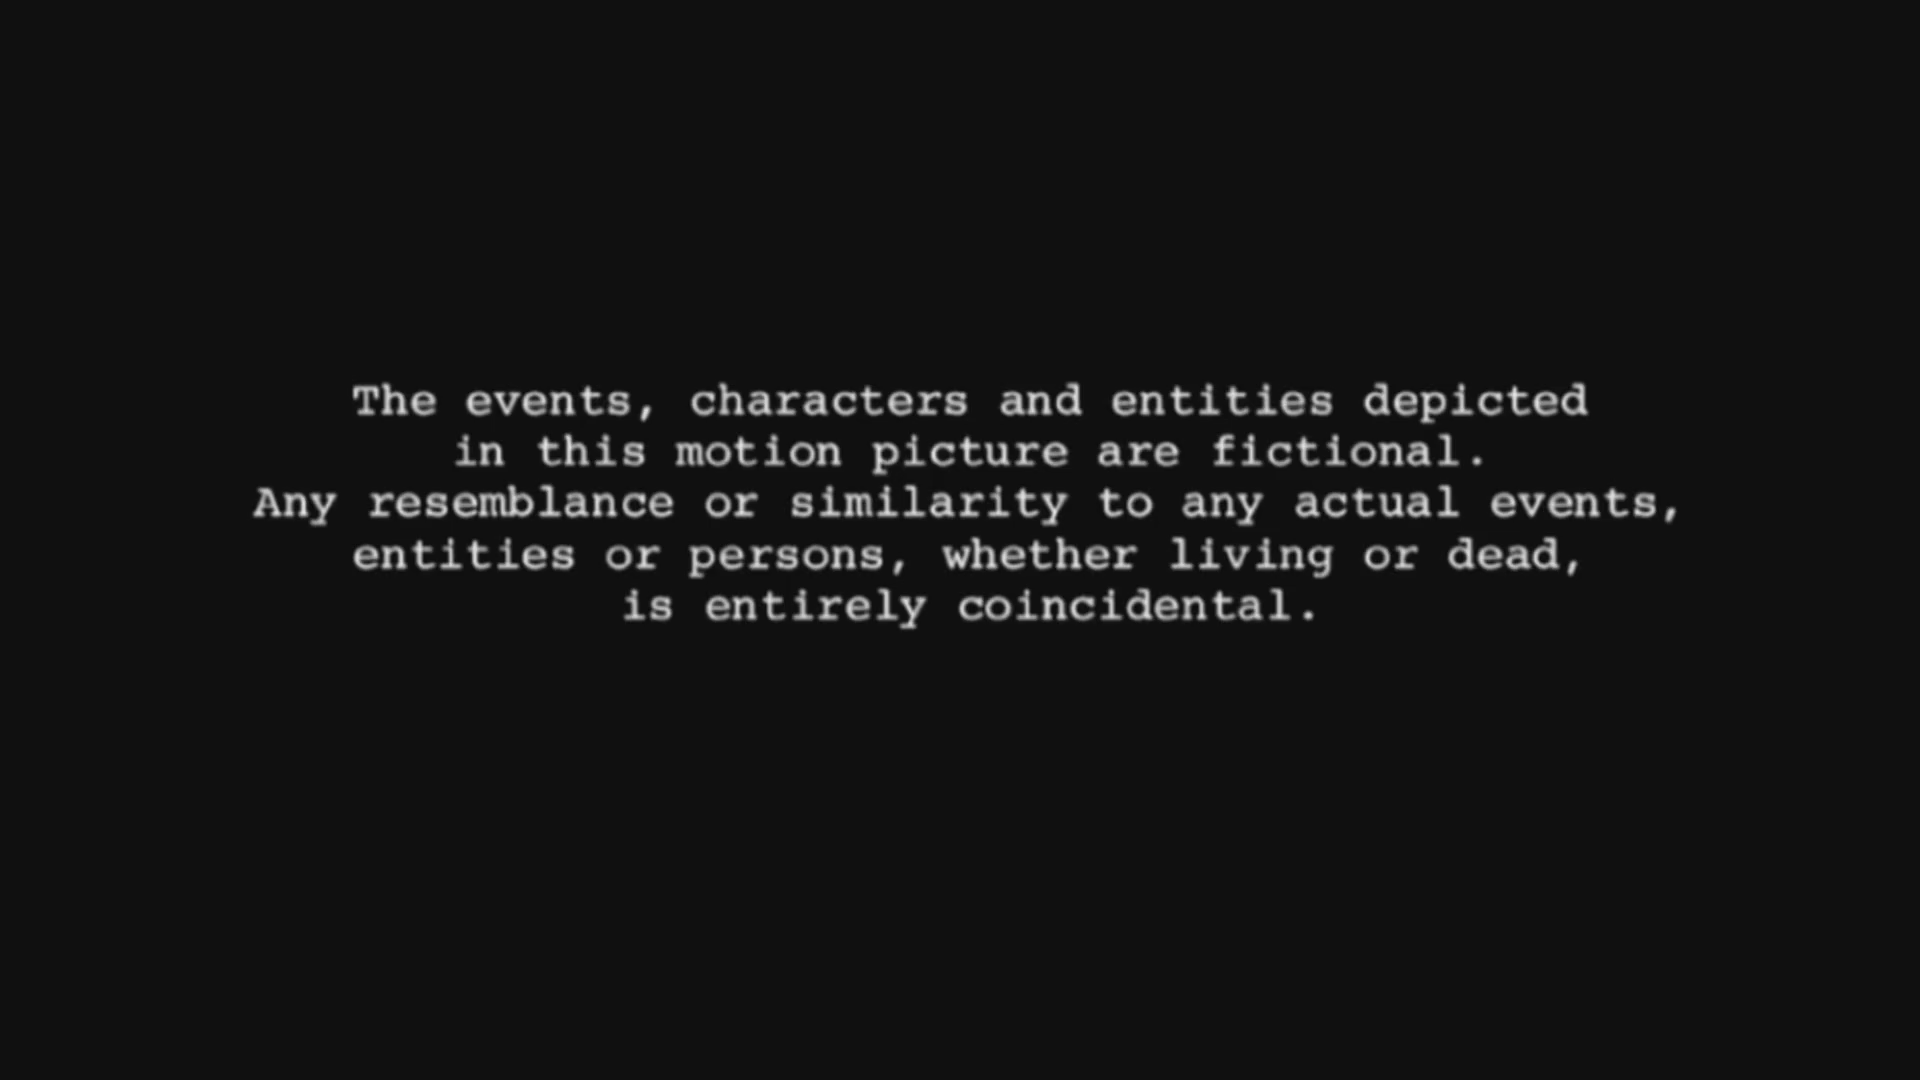 The events, characters and entities depicted
in this motion picture are fictional.
Any resemblance or similarity to any actual events,
entities or persons, whether living or dead,
is entirely coincidental.